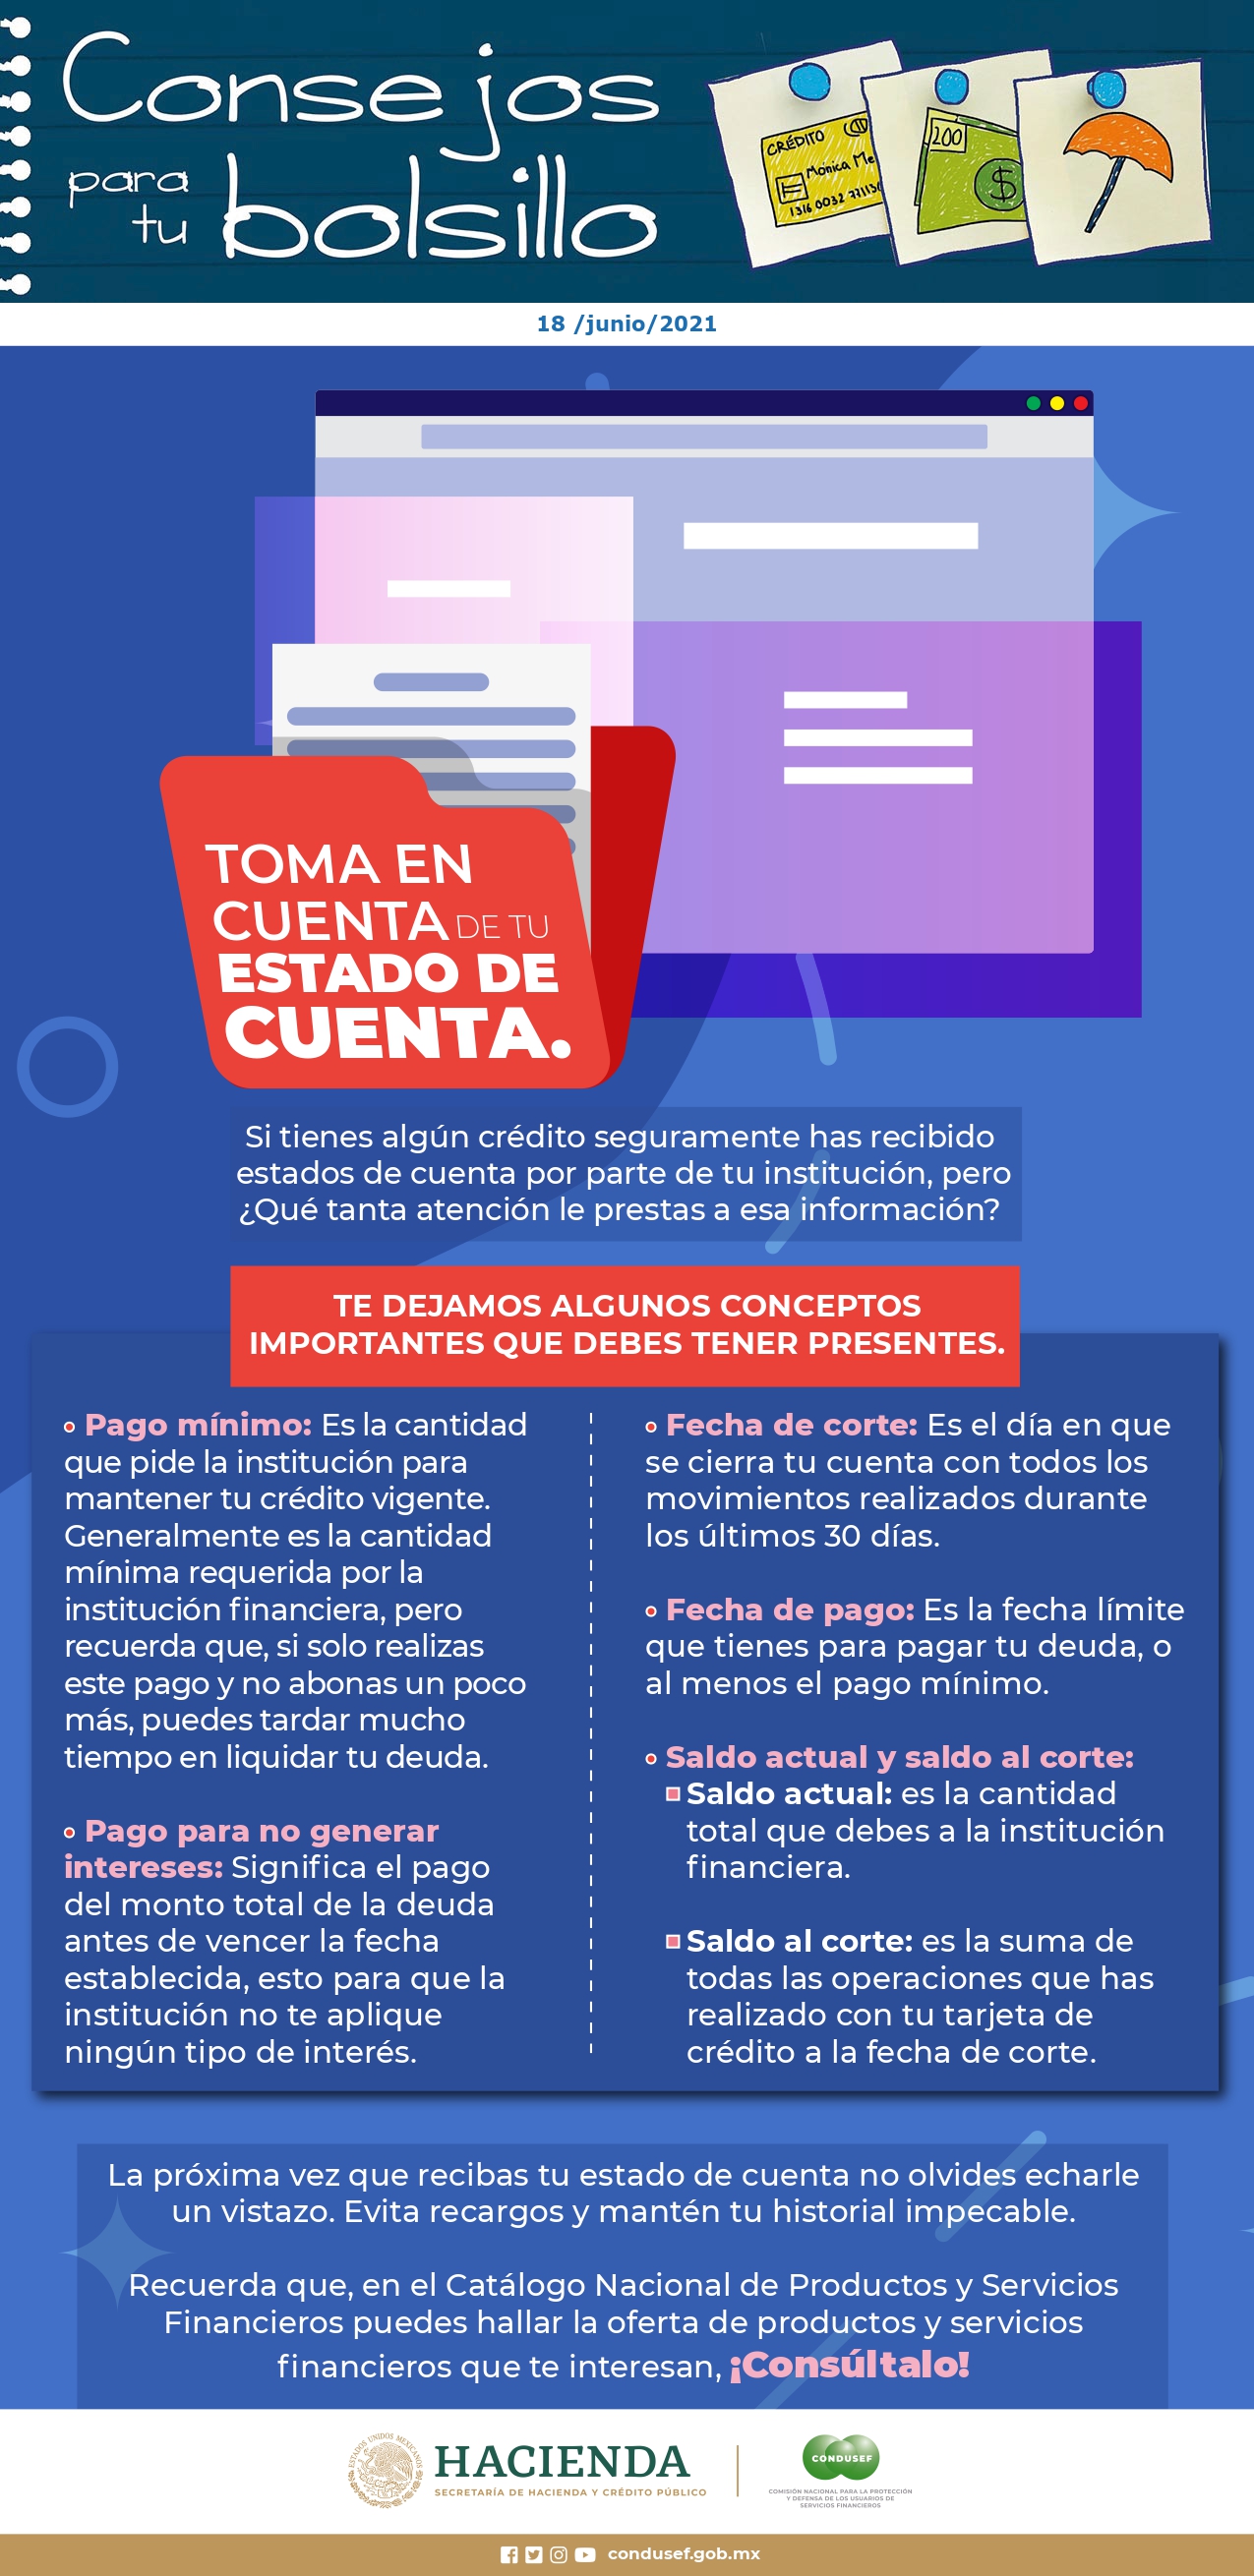 Consejos
para
tu bolsillo
CRÉDITO
Mónica Me
1316 0032 77113
100
$
18 /junio/2021
TOMA EN
CUENTA DE TU
ESTADO DE
CUENTA.
Si tienes algún crédito seguramente has recibido
estados de cuenta por parte de tu institución, pero
¿Qué tanta atención le prestas a esa información?
TE DEJAMOS ALGUNOS CONCEPTOS
IMPORTANTES QUE DEBES TENER PRESENTES.
Pago mínimo: Es la cantidad
que pide la institución para
mantener tu crédito vigente.
Generalmente es la cantidad
mínima requerida por la
institución financiera, pero
recuerda que, si solo realizas
este pago y no abonas un poco
más, puedes tardar mucho
tiempo en liquidar tu deuda.
Pago para no generar
intereses: Significa el pago
del monto total de la deuda
antes de vencer la fecha
establecida, esto para que la
institución no te aplique
ningún tipo de interés.
Fecha de corte: Es el día en que
se cierra tu cuenta con todos los
movimientos realizados durante
los últimos 30 días.
Fecha de pago: Es la fecha límite
que tienes para pagar tu deuda, o
al menos el pago mínimo.
Saldo actual y saldo al corte:
Saldo actual: es la cantidad
total que debes a la institución
financiera.
Saldo al corte: es la suma de
todas las operaciones que has
realizado con tu tarjeta de
crédito a la fecha de corte.
La próxima vez que recibas tu estado de cuenta no olvides echarle
un vistazo. Evita recargos y mantén tu historial impecable.
Recuerda que, en el Catálogo Nacional de Productos y Servicios
Financieros puedes hallar la oferta de productos y servicios
financieros que te interesan, ¡Consúltalo!
ESTADOS UNIDOS MEXICANOS
HACIENDA
SECRETARÍA DE HACIENDA Y CRÉDITO PÚBLICO
CONDUSEF
COMISIÓN NACIONAL PARA LA PROTECCIÓN
Y DEFENSA DE LOS USUARIOS DE
SERVICIOS FINANCIEROS
condusef.gob.mx